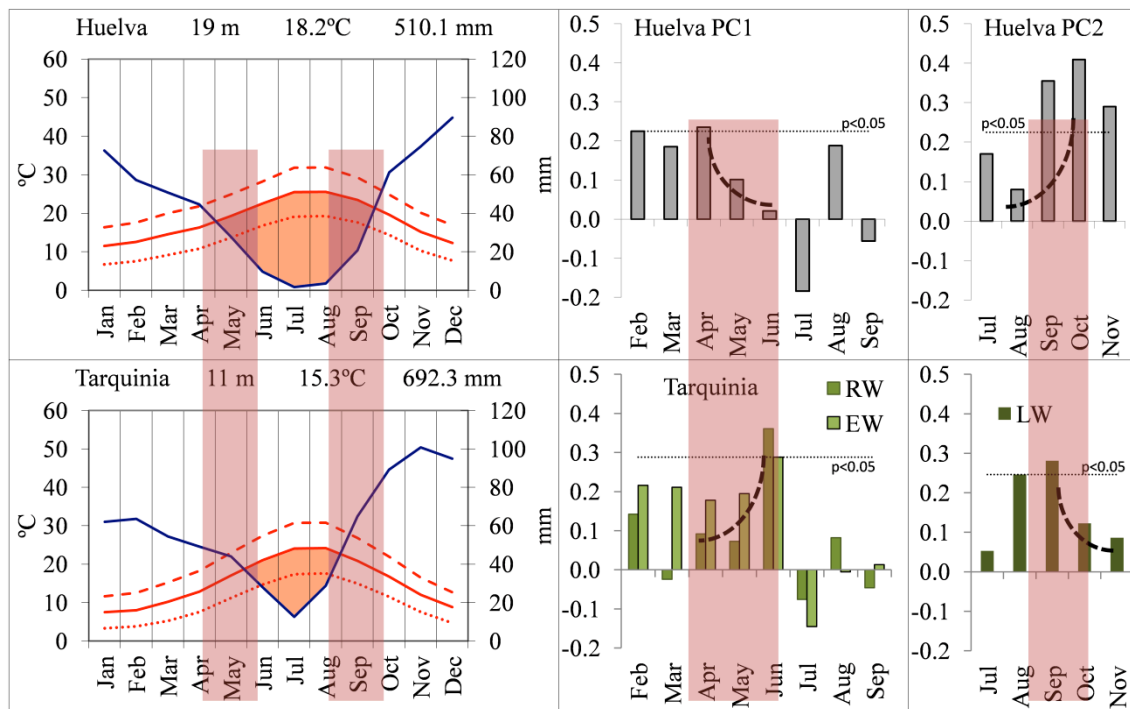 Huelva 19 m 18.2ºC 510.1 mm
60
50
40
30
20
10
0
ºC
120
100
80
60
40
20
0
mm
Jan
Feb
Mar
Apr
May
Jun
Jul
Aug
Sep
Oct
Nov
Dec
Huelva PC1
0.5
0.4
0.3
0.2
0.1
0.0
-0.1
-0.2
p<0.05
Feb
Mar
Apr
May
Jun
Jul
Aug
Sep
Huelva PC2
0.5
0.4
0.3
0.2
0.1
0.0
-0.1
-0.2
p<0.05
Jul
Aug
Sep
Oct
Nov
Tarquinia 11 m 15.3ºC 692.3 mm
60
50
40
30
20
10
0
ºC
120
100
80
60
40
20
0
mm
Jan
Feb
Mar
Apr
May
Jun
Jul
Aug
Sep
Oct
Nov
Dec
Tarquinia
RW
EW
0.5
0.4
0.3
0.2
0.1
0.0
-0.1
-0.2
p<0.05
Feb
Mar
Apr
May
Jun
Jul
Aug
Sep
LW
0.5
0.4
0.3
0.2
0.1
0.0
-0.1
-0.2
p<0.05
Jul
Aug
Sep
Oct
Nov